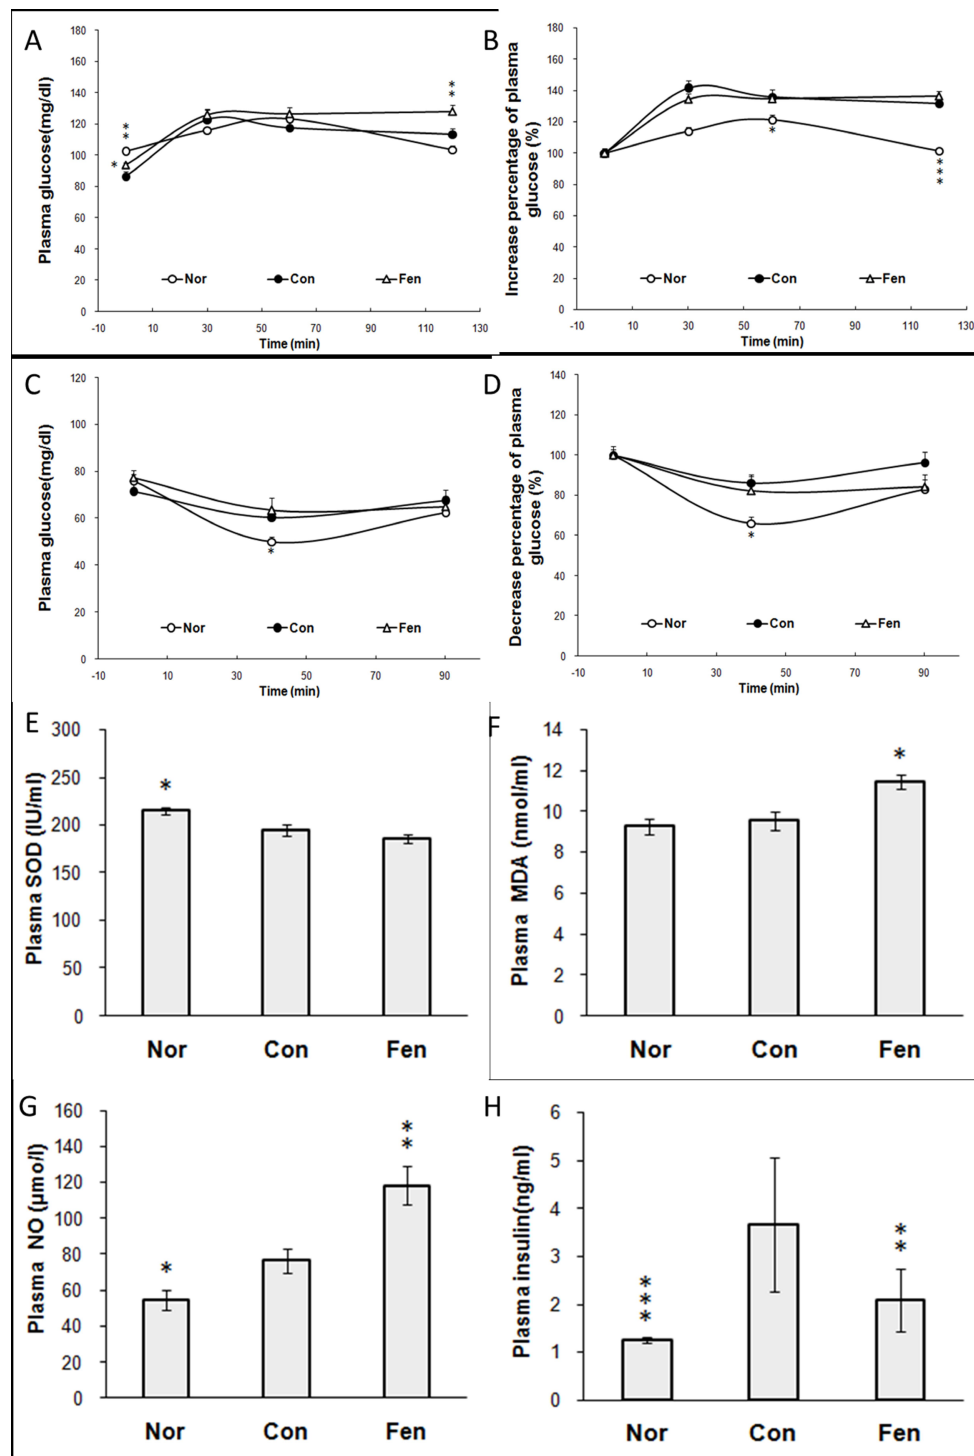 A
Plasma glucose(mg/dl)
180
160
140
120
100
80
60
40
20
0
**
*
**
Nor Con Fen
-10 10 30 50 70 90 110 130
Time (min)
B
Increase percentage of plasma
glucose (%)
180
160
140
120
100
80
60
40
20
0
*
***
Nor Con Fen
-10 10 30 50 70 90 110 130
Time (min)
C
Plasma glucose(mg/dl)
120
100
80
60
40
20
0
*
Nor Con Fen
-10 10 30 50 70 90
Time (min)
D
Decrease percentage of plasma
glucose (%)
140
120
100
80
60
40
20
0
*
Nor Con Fen
-10 10 30 50 70 90
Time (min)
E
Plasma SOD (IU/ml)
300
250
200
150
100
50
0
*
Nor Con Fen
F
Plasma MDA (nmol/ml)
14
12
10
8
6
4
2
0
*
Nor Con Fen
G
Plasma NO (μmo/l)
160
140
120
100
80
60
40
20
0
*
**
Nor Con Fen
H
Plasma insulin(ng/ml)
6
5
4
3
2
1
0
***
**
Nor Con Fen